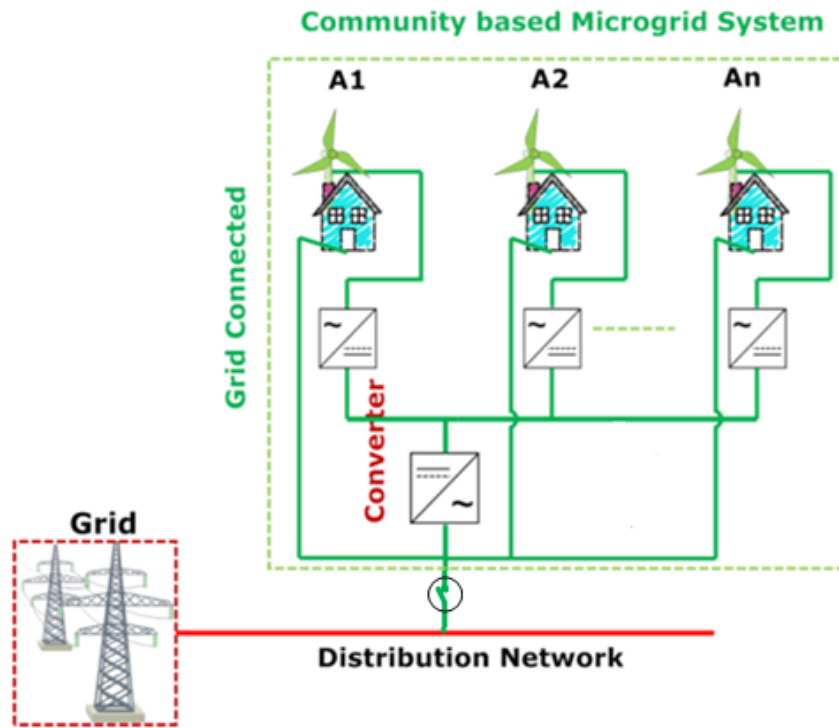 Community based Microgrid System
A1
A2
An
Grid Connected
~
~
~
Converter
~
Grid
Distribution Network